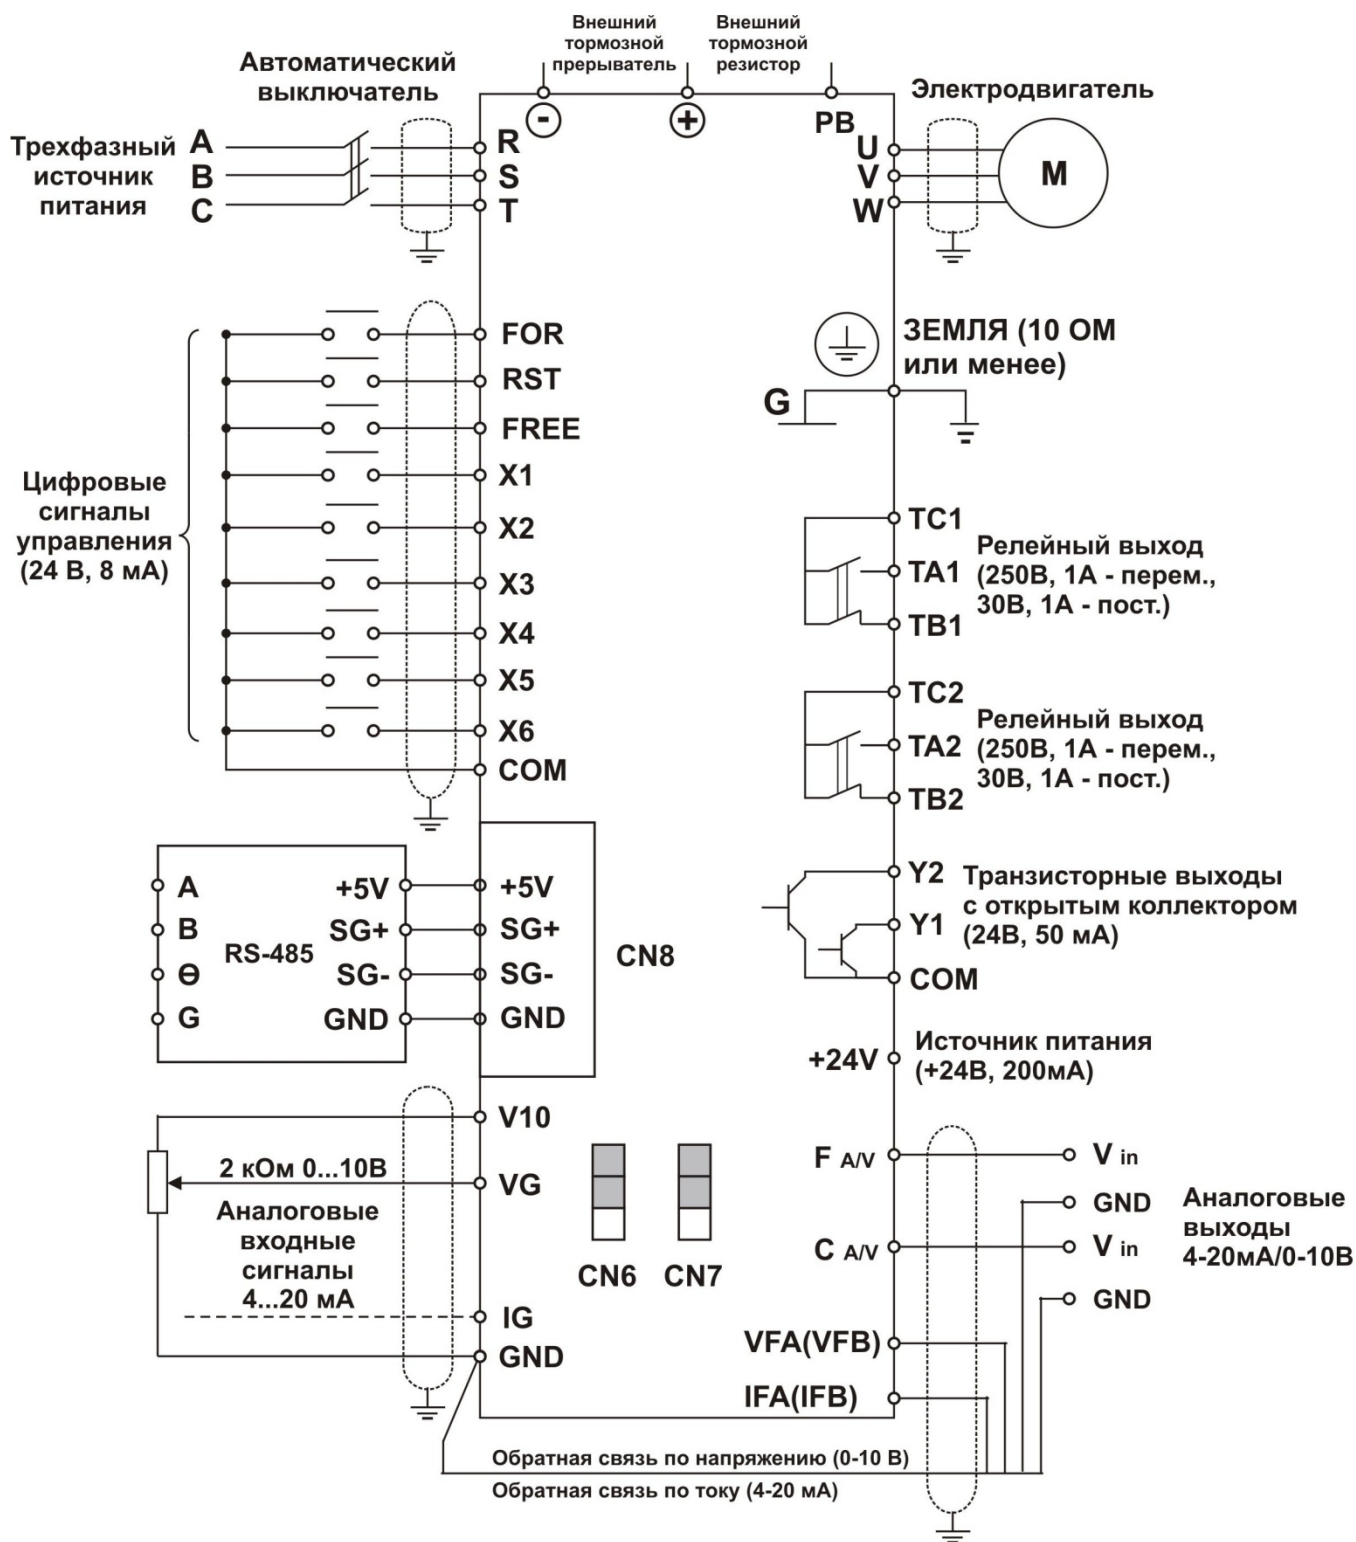 Внешний
тормозной
прерыватель
Внешний
тормозной
резистор
Автоматический
выключатель
Электродвигатель
-
+
PB
Трехфазный
источник
питания
A
B
C
R
S
T
U
V
W
M
Цифровые
сигналы
управления
(24 В, 8 мА)
FOR
RST
FREE
X1
X2
X3
X4
X5
X6
COM
ЗЕМЛЯ (10 ОМ
или менее)
G
TC1
TA1
TB1
Релейный выход
(250В, 1А - перем.,
30В, 1А - пост.)
TC2
TA2
TB2
Релейный выход
(250В, 1А - перем.,
30В, 1А - пост.)
Y2
Y1
COM
Транзисторные выходы
с открытым коллектором
(24В, 50 мА)
A
B
Ө
G
RS-485
+5V
SG+
SG-
GND
+5V
SG+
SG-
GND
CN8
+24V
Источник питания
(+24В, 200мА)
V10
2 кОм 0...10В
VG
Аналоговые
входные
сигналы
4...20 мА
IG
GND
CN6
CN7
F A/V
C A/V
VFA(VFB)
IFA(IFB)
V in
GND
V in
GND
Аналоговые
выходы
4-20мА/0-10В
Обратная связь по напряжению (0-10 В)
Обратная связь по току (4-20 мА)